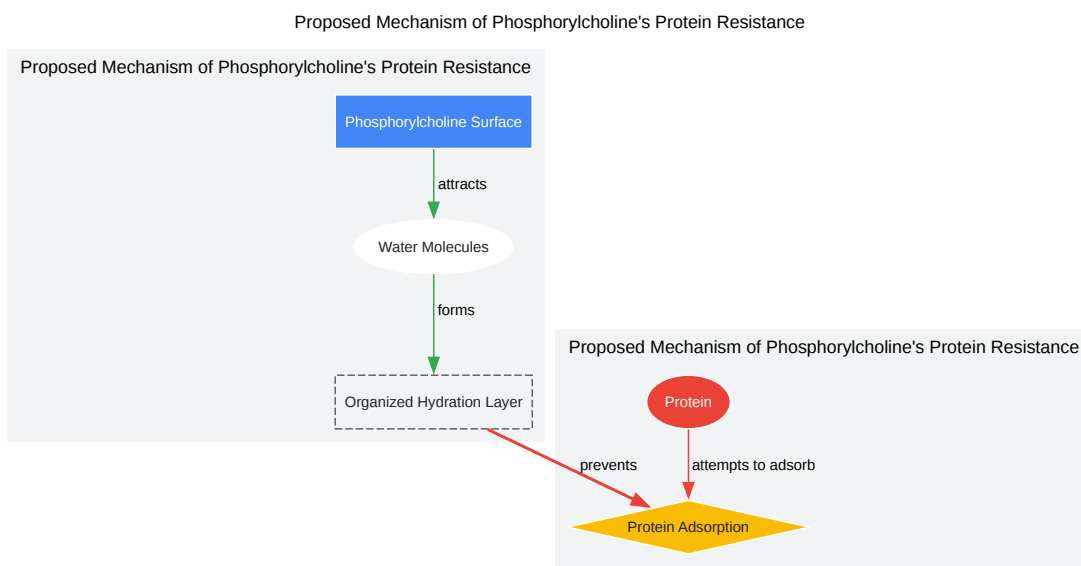 Proposed Mechanism of Phosphorylcholine's Protein Resistance
Proposed Mechanism of Phosphorylcholine's Protein Resistance
Phosphorylcholine Surface
attracts
Water Molecules
forms
Organized Hydration Layer
Proposed Mechanism of Phosphorylcholine's Protein Resistance
Protein
prevents
attempts to adsorb
Protein Adsorption